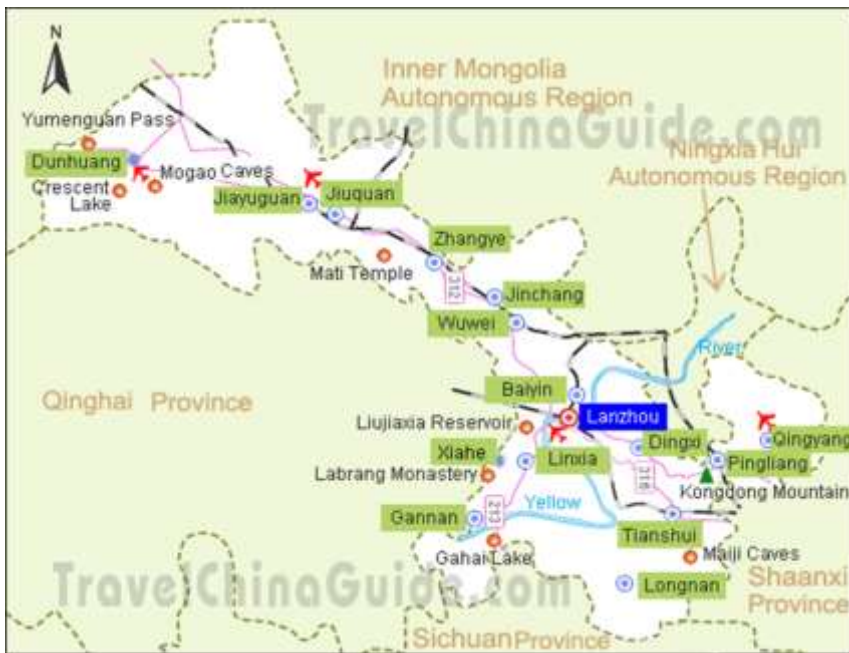 N
Inner Mongolia
Autonomous Region
TravelChinaGuide.com
Yumenguan Pass
Ningxia Hui
Autonomous Region
Dunhuang
Mogao Caves
Crescent
Lake
Jiayuguan
Jiuquan
Zhangye
Mati Temple
312
Jinchang
Wuwei
River
Baiyin
Qinghai Province
Liujiaxia Reservoir
Lanzhou
Dingxi
Qingyang
Xiahe
Linxia
Pingliang
Labrang Monastery
Kongdong Mountain
316
213
Yellow
Gannan
Tianshui
Gahai Lake
Maiji Caves
TravelChinaGuide.com
Longnan
Shaanxi
Province
Sichuan Province